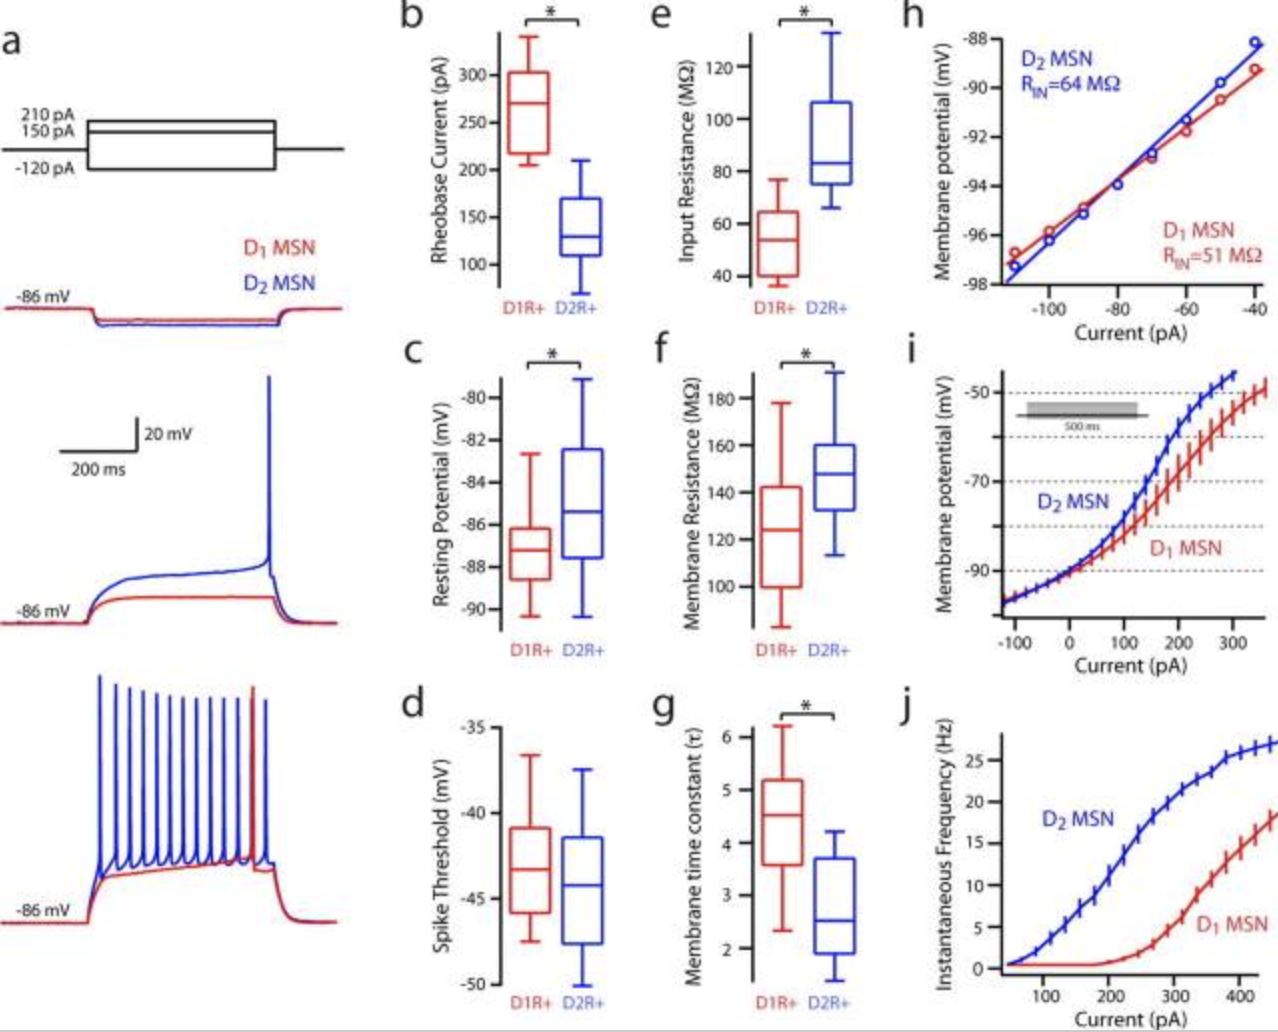 a
210 pA
150 pA
-120 pA
D1 MSN
D2 MSN
-86 mV
20 mV
200 ms
-86 mV
-86 mV
b
*
Rheobase Current (pA)
300
250
200
150
100
D1R+ D2R+
c
*
Resting Potential (mV)
-80
-82
-84
-86
-88
-90
D1R+ D2R+
d
Spike Threshold (mV)
-35
-40
-45
-50
D1R+ D2R+
e
*
Input Resistance (MΩ)
120
100
80
60
40
D1R+ D2R+
f
*
Membrane Resistance (MΩ)
180
160
140
120
100
D1R+ D2R+
g
*
Membrane time constant (τ)
6
5
4
3
2
D1R+ D2R+
h
Membrane potential (mV)
-88
-90
-92
-94
-96
-98
D2 MSN
RIN=64 MΩ
D1 MSN
RIN=51 MΩ
-100 -80 -60 -40
Current (pA)
i
Membrane potential (mV)
-50
-70
-90
500 ms
D2 MSN
D1 MSN
-100 0 100 200 300
Current (pA)
j
Instantaneous Frequency (Hz)
25
20
15
10
5
0
D2 MSN
D1 MSN
100 200 300 400
Current (pA)